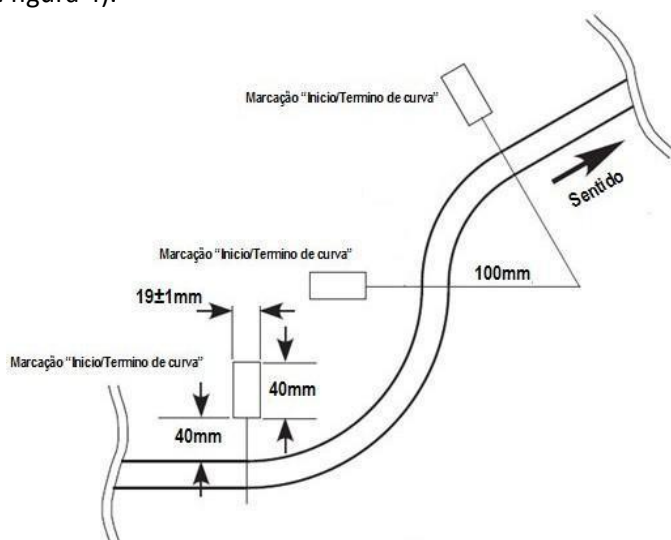 Figura 4).
Marcação "Inicio/Termino de curva"
Sentido
Marcação "Inicio/Termino de curva"
100mm
19±1mm
Marcação "Inicio/Termino de curva"
40mm
40mm